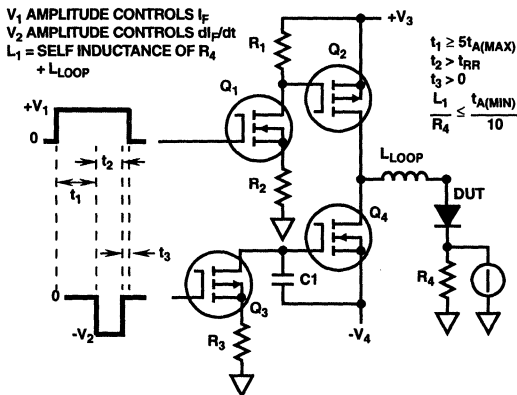 V1 AMPLITUDE CONTROLS IF
V2 AMPLITUDE CONTROLS dIF/dt
L1 = SELF INDUCTANCE OF R4
+ LLOOP
+V3
R1
Q2
t1 ≥ 5tA(MAX)
t2 > tRR
t3 > 0
L1/R4 ≤ tA(MIN)/10
Q1
+V1
0
t2
t1
R2
LLOOP
DUT
Q4
t3
C1
R4
0
Q3
-V2
R3
-V4